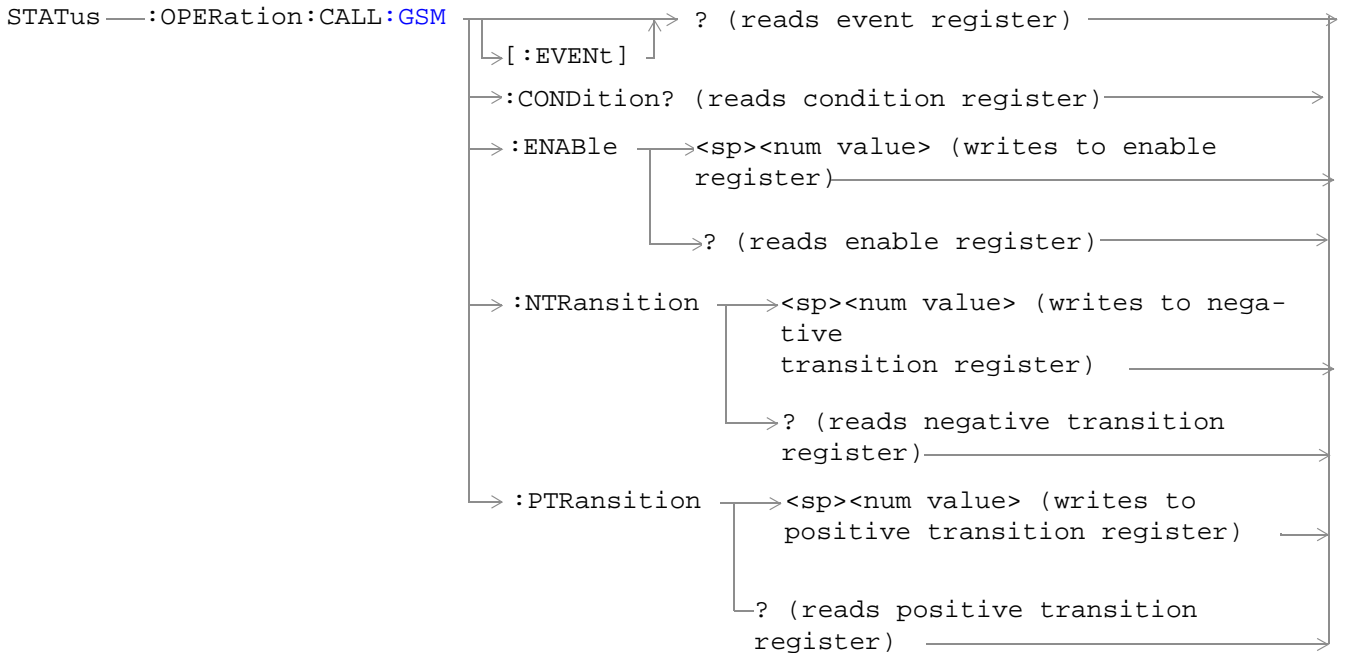 STATus :OPERation:CALL:GSM ? (reads event register)
[:EVENt]
:CONDition? (reads condition register)
:ENABle <sp><num value> (writes to enable
register)
? (reads enable register)
:NTRansition <sp><num value> (writes to nega-
tive
transition register)
? (reads negative transition
register)
:PTRansition <sp><num value> (writes to
positive transition register)
? (reads positive transition
register)